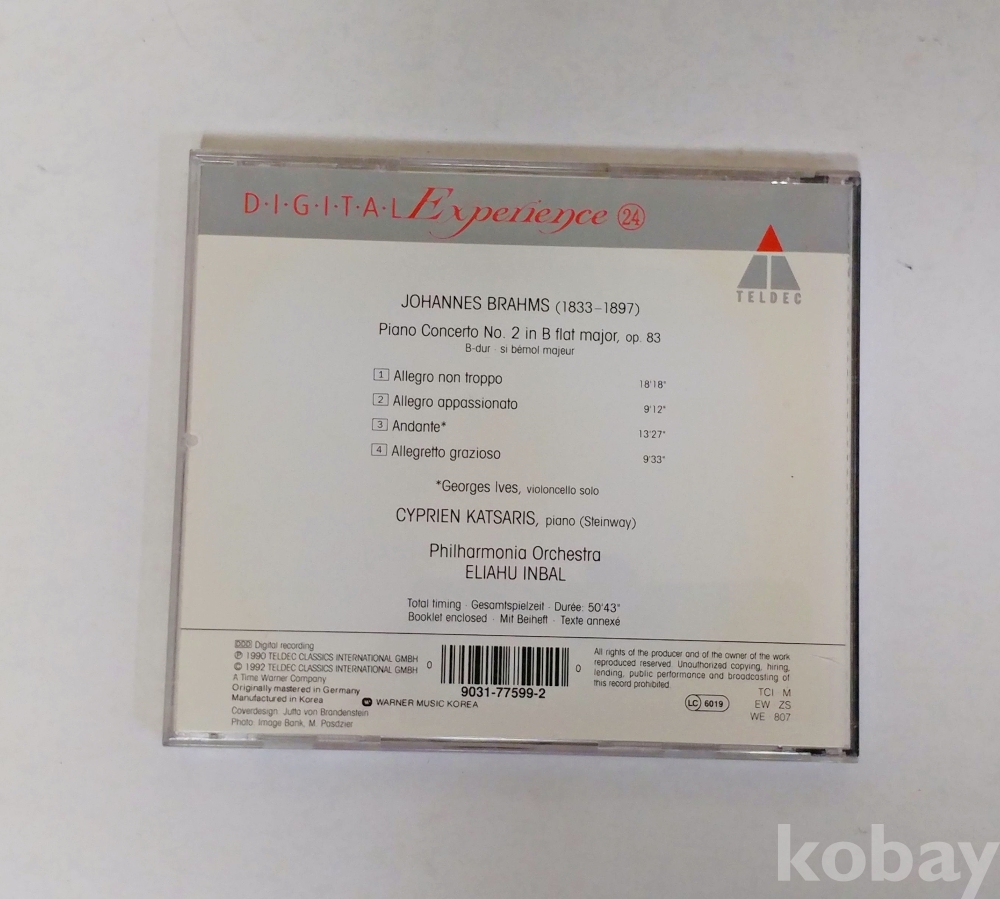 D·I·G·I·T·A·L Experience 24
TELDEC
JOHANNES BRAHMS (1833–1897)
Piano Concerto No. 2 in B flat major, op. 83
B-dur · si bémol majeur
1 Allegro non troppo 18'18"
2 Allegro appassionato 9'12"
3 Andante* 13'27"
4 Allegretto grazioso 9'33"
*Georges Ives, violoncello solo
CYPRIEN KATSARIS, piano (Steinway)
Philharmonia Orchestra
ELIAHU INBAL
Total timing · Gesamtspielzeit · Durée: 50'43"
Booklet enclosed · Mit Beiheft · Texte annexé
DDD Digital recording
℗ 1990 TELDEC CLASSICS INTERNATIONAL GMBH
© 1992 TELDEC CLASSICS INTERNATIONAL GMBH
A Time Warner Company
Originally mastered in Germany
Manufactured in Korea
WARNER MUSIC KOREA
Coverdesign: Jutta von Brandenstein
Photo: Image Bank, M. Pasdzier
0 0
9031-77599-2
All rights of the producer and of the owner of the work
reproduced reserved. Unauthorized copying, hiring,
lending, public performance and broadcasting of
this record prohibited.
LC 6019
TCI M
EW ZS
WE 807
kobay